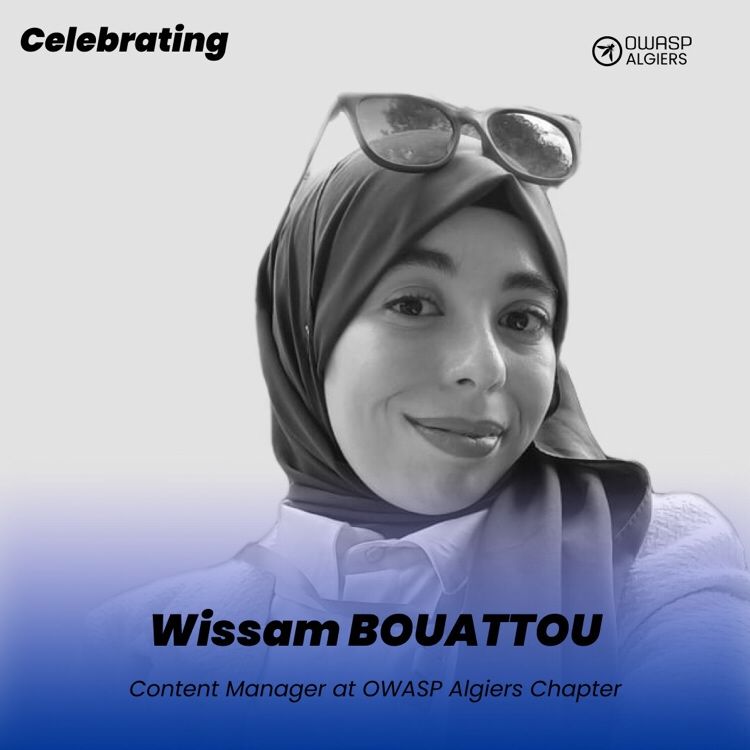 Celebrating
OWASP
ALGIERS
Wissam BOUATTOU
Content Manager at OWASP Algiers Chapter